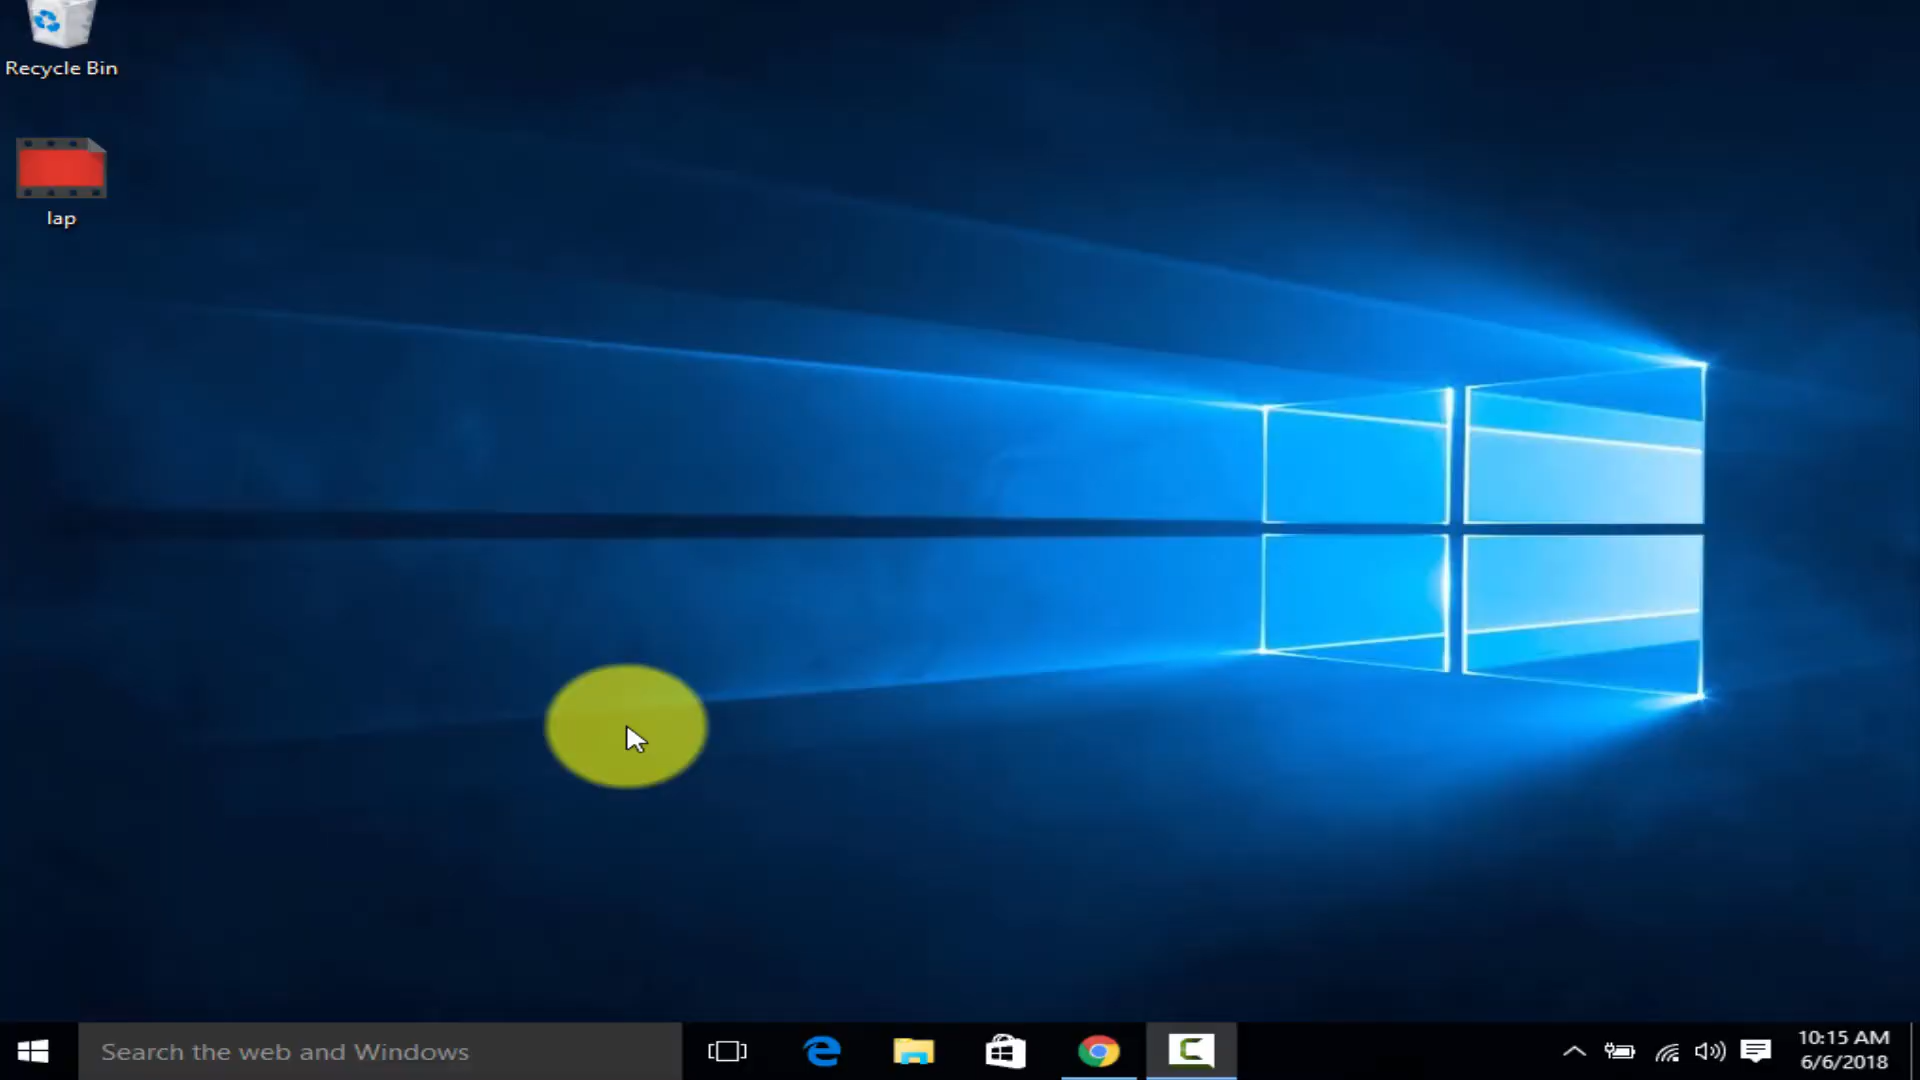 Recycle Bin
lap
Search the web and Windows
10:15 AM
6/6/2018